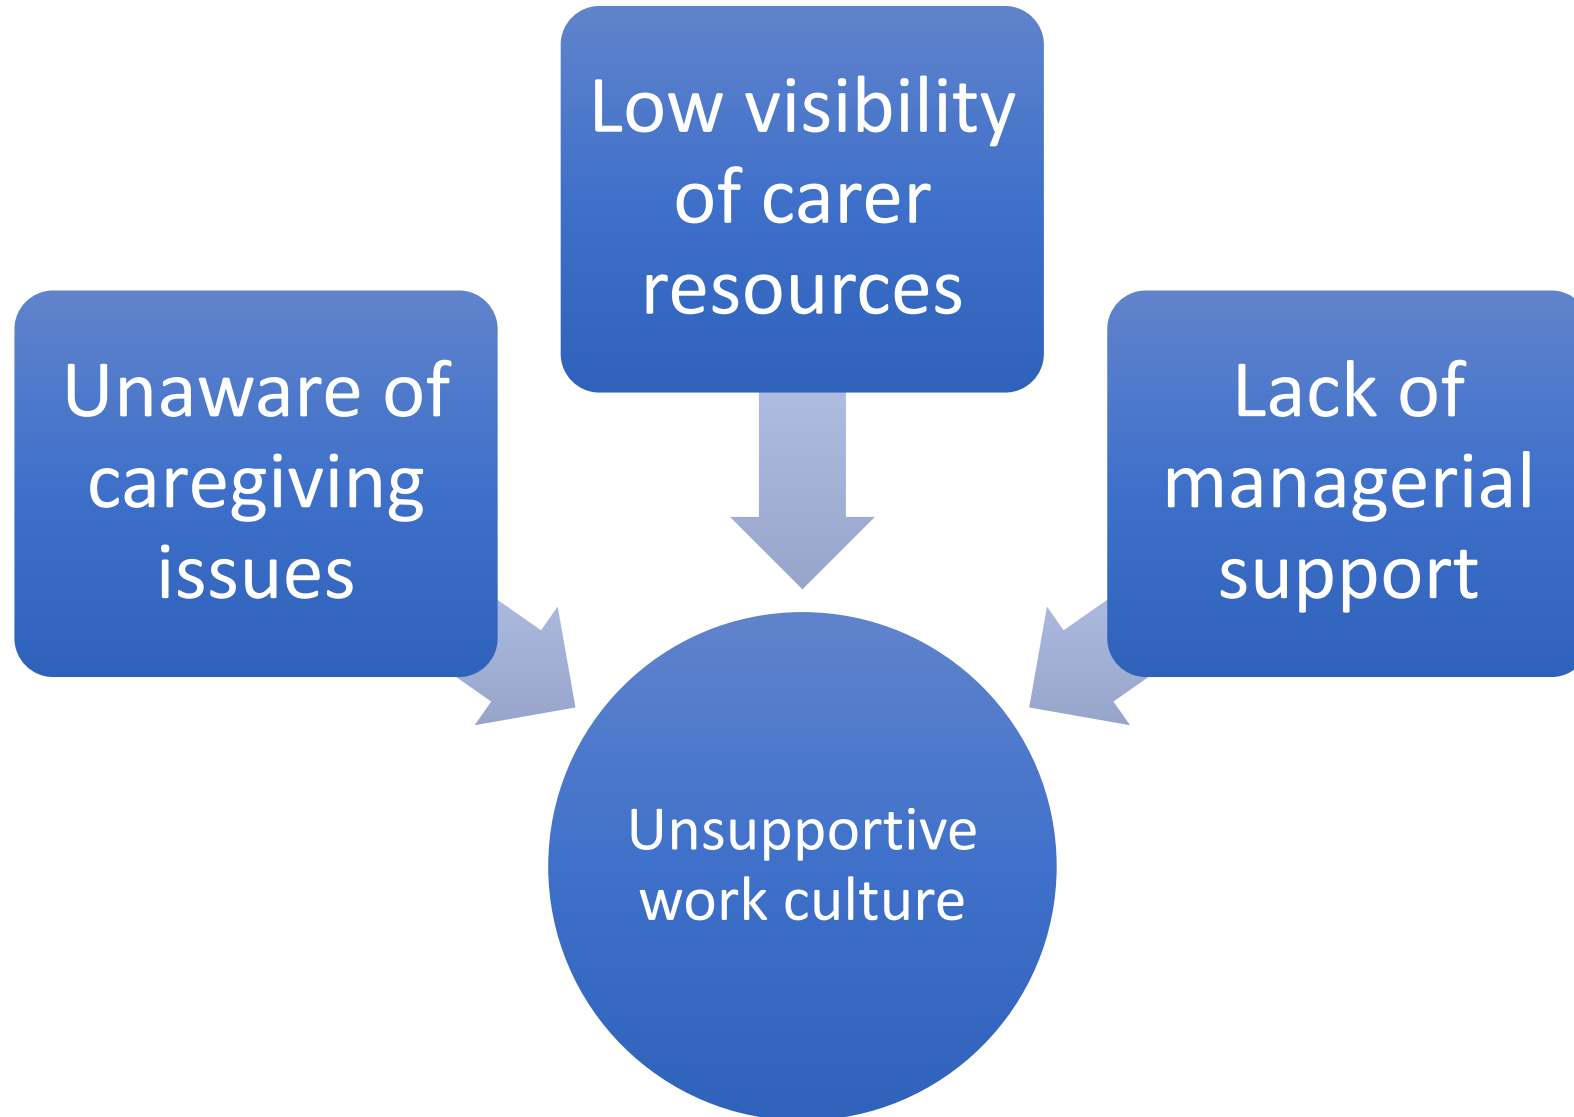 Low visibility
of carer
resources
Unaware of
caregiving
issues
Lack of
managerial
support
Unsupportive
work culture